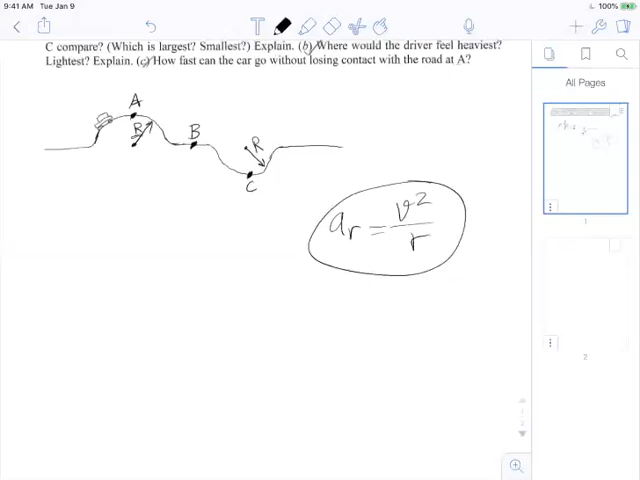 9:41 AM Tue Jan 9
100%
C compare? (Which is largest? Smallest?) Explain. (b) Where would the driver feel heaviest?
Lightest? Explain. (c) How fast can the car go without losing contact with the road at A?
All Pages
A
R
B
R
C
a_r = v²/r
1
2